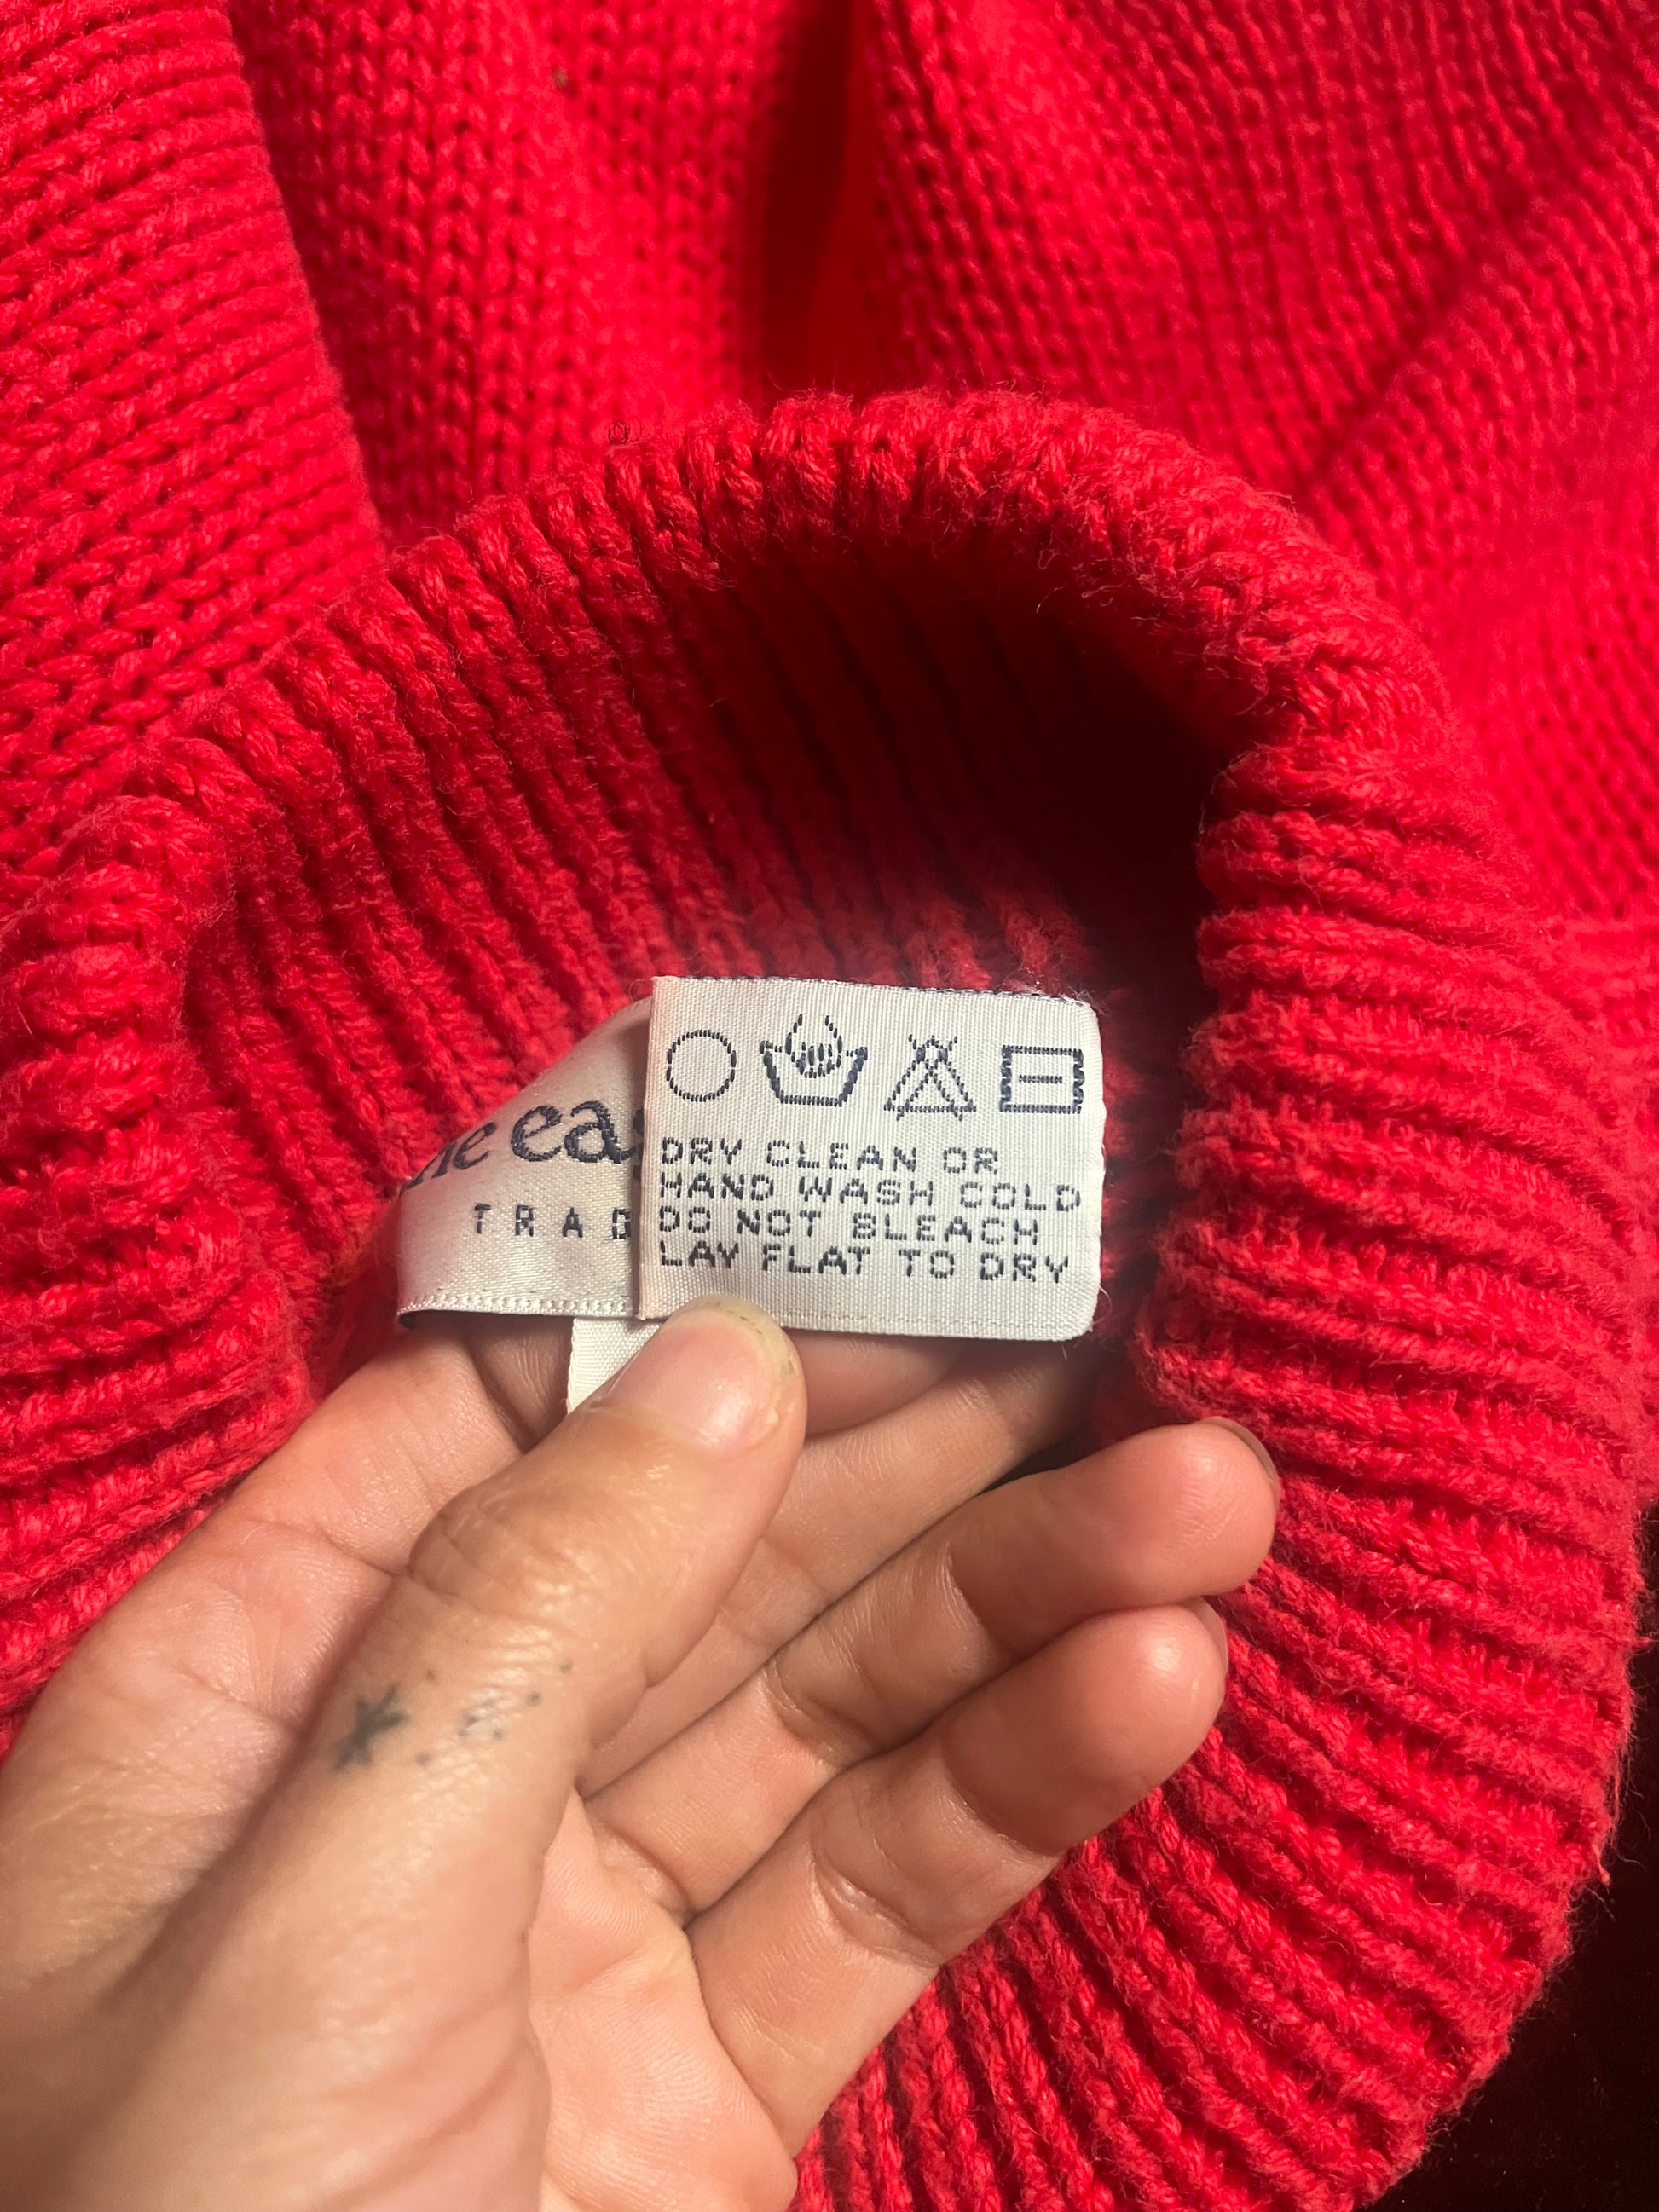 DRY CLEAN OR
HAND WASH COLD
DO NOT BLEACH
LAY FLAT TO DRY